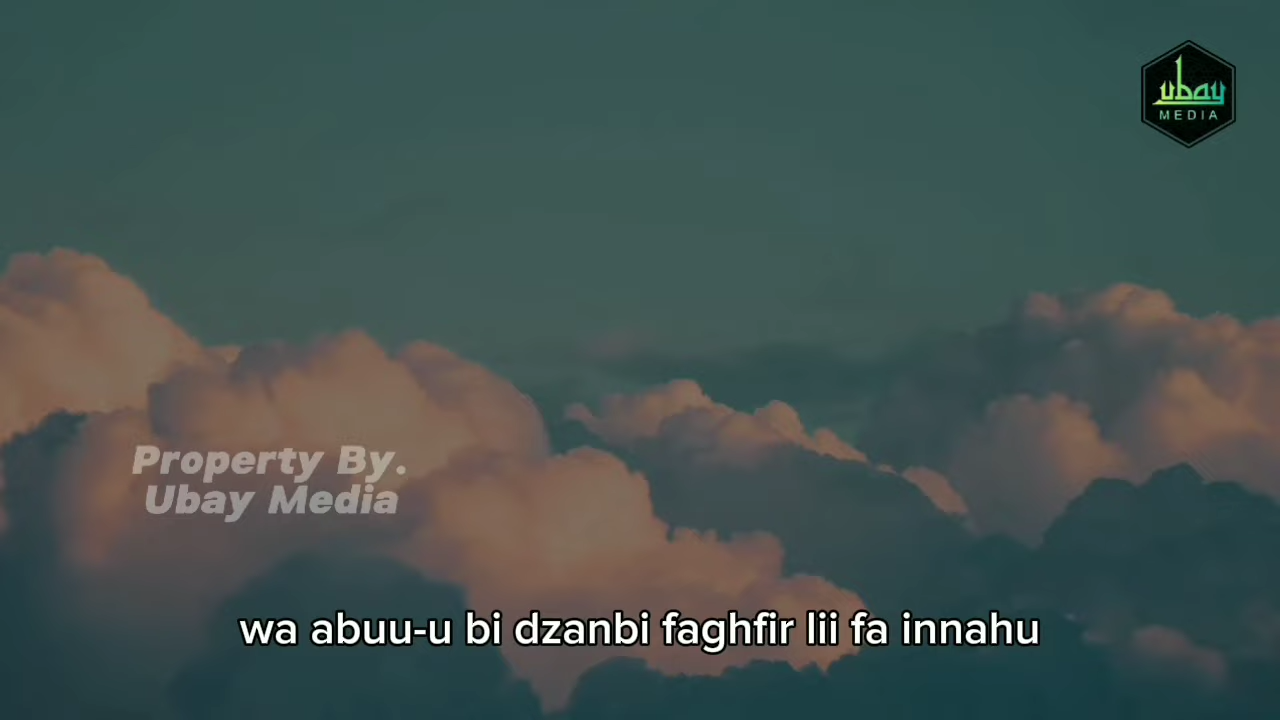 ubay
MEDIA
Property By.
Ubay Media
wa abuu-u bi dzanbi faghfir lii fa innahu